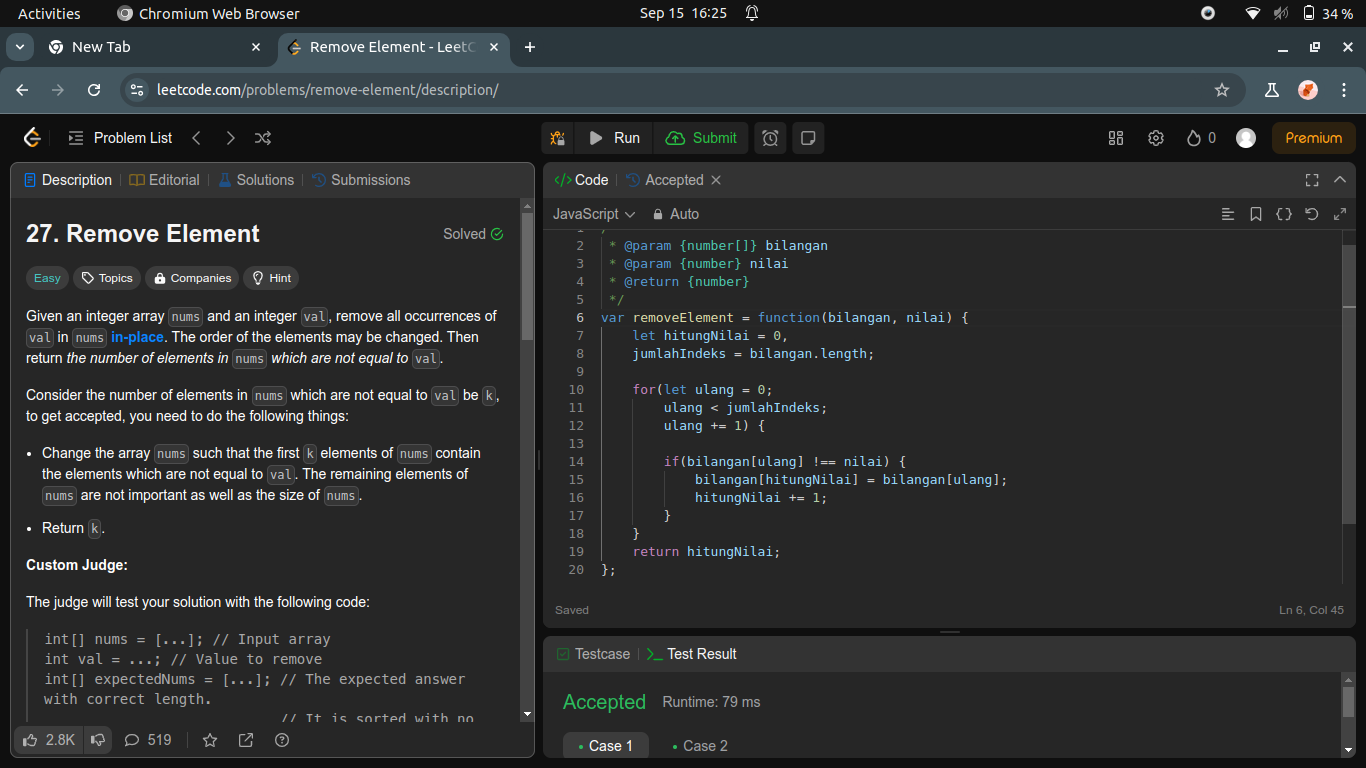 Activities Chromium Web Browser Sep 15 16:25 34 %
New Tab Remove Element - LeetC
leetcode.com/problems/remove-element/description/
Problem List Run Submit 0 Premium
Description Editorial Solutions Submissions
27. Remove Element Solved
Easy Topics Companies Hint
Given an integer array nums and an integer val, remove all occurrences of
val in nums in-place. The order of the elements may be changed. Then
return the number of elements in nums which are not equal to val.
Consider the number of elements in nums which are not equal to val be k,
to get accepted, you need to do the following things:
• Change the array nums such that the first k elements of nums contain
the elements which are not equal to val. The remaining elements of
nums are not important as well as the size of nums.
• Return k.
Custom Judge:
The judge will test your solution with the following code:
int[] nums = [...]; // Input array
int val = ...; // Value to remove
int[] expectedNums = [...]; // The expected answer
with correct length.
// It is sorted with no
2.8K 519
</> Code Accepted
JavaScript Auto
1
2 * @param {number[]} bilangan
3 * @param {number} nilai
4 * @return {number}
5 */
6 var removeElement = function(bilangan, nilai) {
7 let hitungNilai = 0,
8 jumlahIndeks = bilangan.length;
9
10 for(let ulang = 0;
11 ulang < jumlahIndeks;
12 ulang += 1) {
13
14 if(bilangan[ulang] !== nilai) {
15 bilangan[hitungNilai] = bilangan[ulang];
16 hitungNilai += 1;
17 }
18 }
19 return hitungNilai;
20 };
Saved Ln 6, Col 45
Testcase >_ Test Result
Accepted Runtime: 79 ms
• Case 1 • Case 2